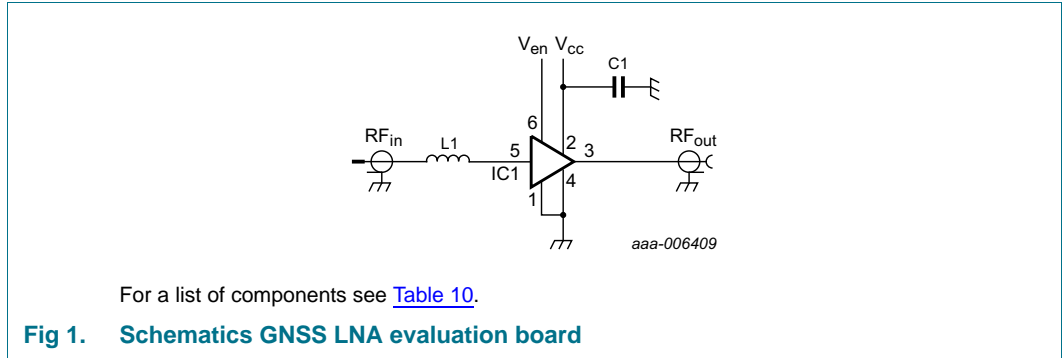 Ven Vcc
C1
6
RFin L1 5 2 3 RFout
IC1
1 4
aaa-006409
For a list of components see Table 10.
Fig 1. Schematics GNSS LNA evaluation board